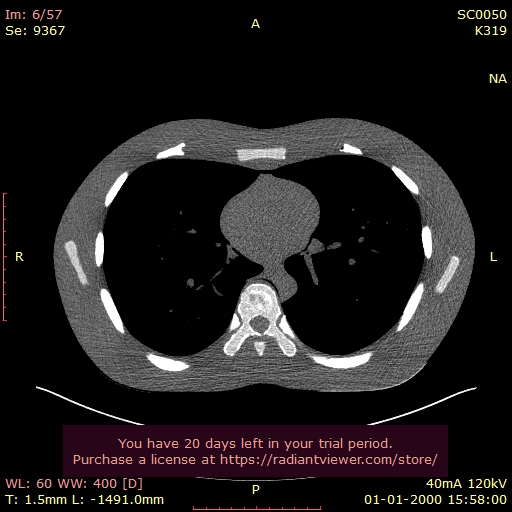 Im: 6/57
Se: 9367
A
SC0050
K319
NA
R
L
You have 20 days left in your trial period.
Purchase a license at https://radiantviewer.com/store/
WL: 60 WW: 400 [D]
T: 1.5mm L: -1491.0mm
P
40mA 120kV
01-01-2000 15:58:00